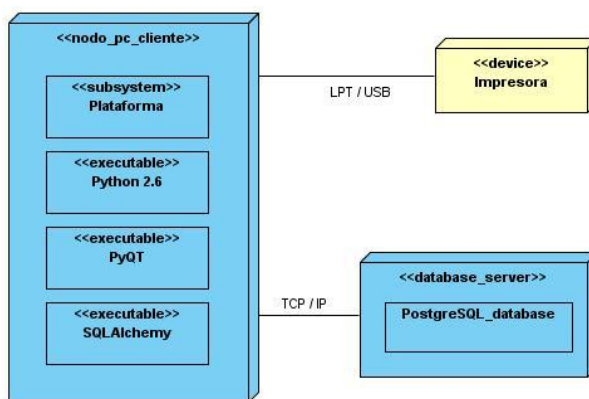 <<nodo_pc_cliente>>
<<subsystem>>
Plataforma
<<executable>>
Python 2.6
<<executable>>
PyQT
<<executable>>
SQLAlchemy
LPT / USB
<<device>>
Impresora
TCP / IP
<<database_server>>
PostgreSQL_database